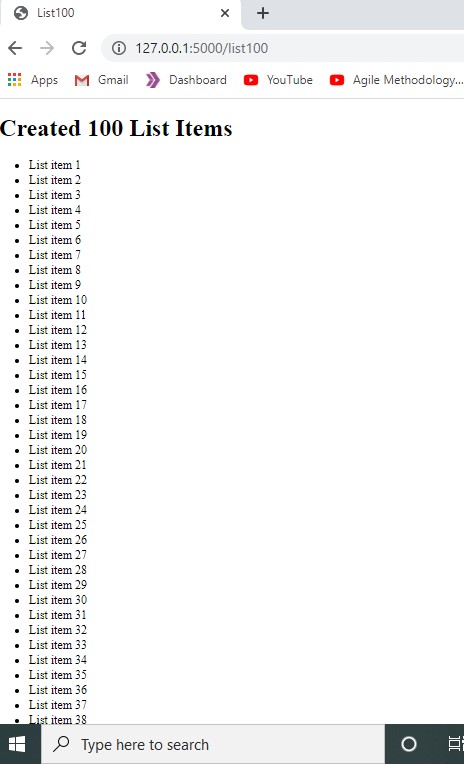 List100
127.0.0.1:5000/list100
Apps Gmail Dashboard YouTube Agile Methodology...
Created 100 List Items
• List item 1
• List item 2
• List item 3
• List item 4
• List item 5
• List item 6
• List item 7
• List item 8
• List item 9
• List item 10
• List item 11
• List item 12
• List item 13
• List item 14
• List item 15
• List item 16
• List item 17
• List item 18
• List item 19
• List item 20
• List item 21
• List item 22
• List item 23
• List item 24
• List item 25
• List item 26
• List item 27
• List item 28
• List item 29
• List item 30
• List item 31
• List item 32
• List item 33
• List item 34
• List item 35
• List item 36
• List item 37
• List item 38
Type here to search